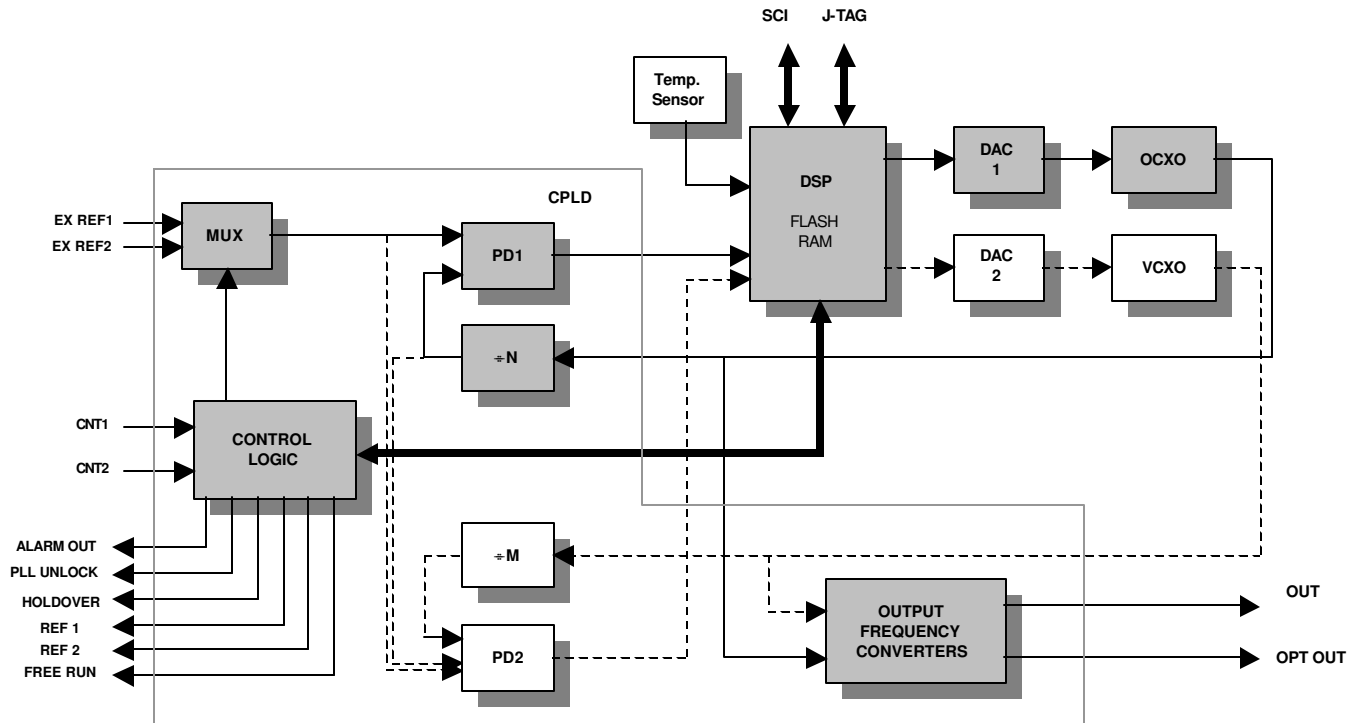 SCI
J-TAG
Temp.
Sensor
DSP
FLASH
RAM
DAC
1
OCXO
CPLD
EX REF1
EX REF2
MUX
PD1
DAC
2
VCXO
÷N
CNT1
CNT2
CONTROL
LOGIC
ALARM OUT
PLL UNLOCK
HOLDOVER
REF 1
REF 2
FREE RUN
÷M
PD2
OUTPUT
FREQUENCY
CONVERTERS
OUT
OPT OUT